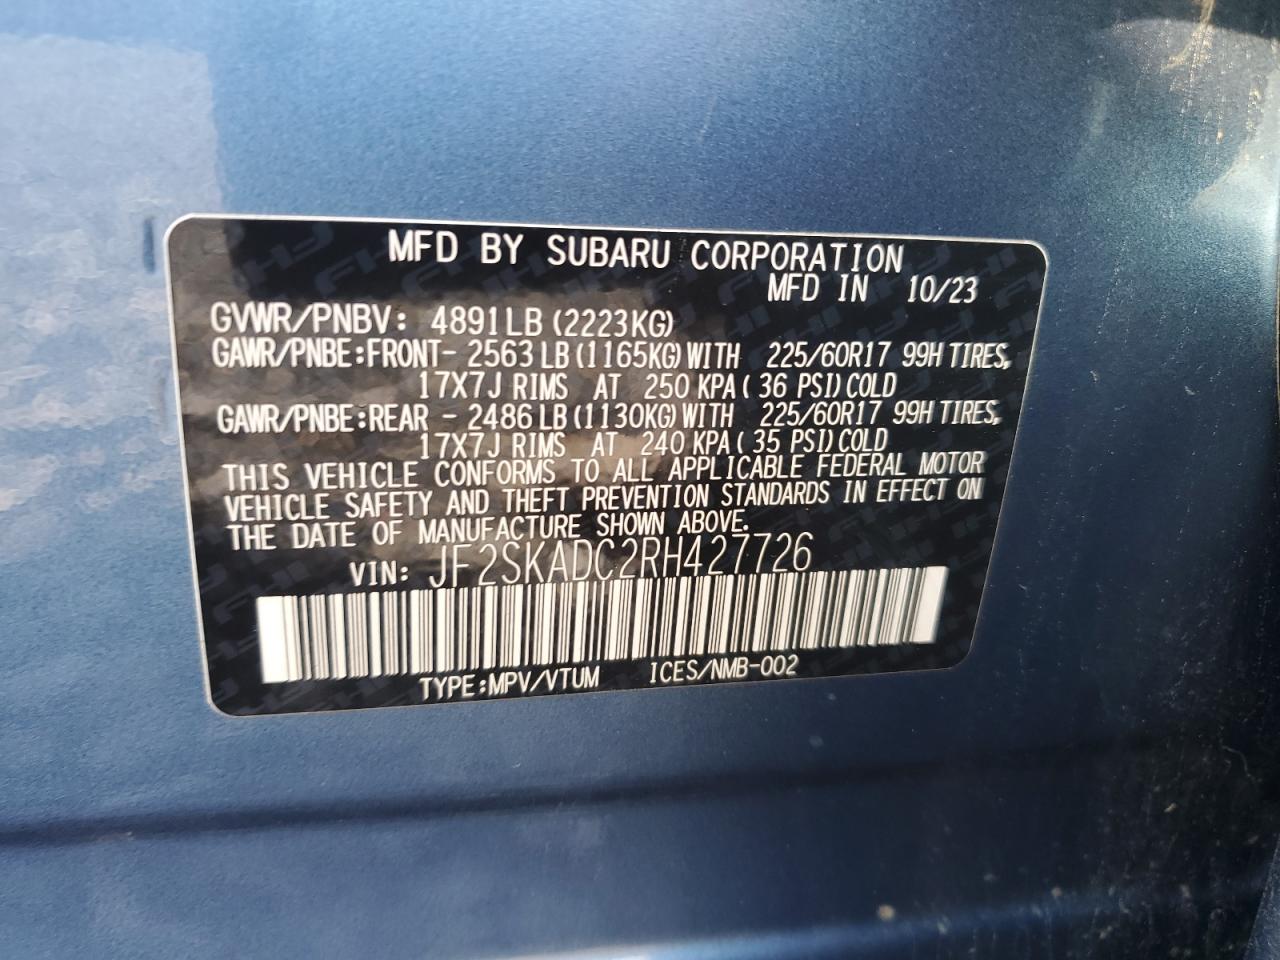 MFD BY SUBARU CORPORATION
MFD IN 10/23
GVWR/PNBV: 4891LB (2223KG)
GAWR/PNBE:FRONT- 2563 LB (1165KG) WITH 225/60R17 99H TIRES,
17X7J RIMS AT 250 KPA ( 36 PSI) COLD
GAWR/PNBE:REAR - 2486 LB (1130KG) WITH 225/60R17 99H TIRES,
17X7J RIMS AT 240 KPA ( 35 PSI) COLD
THIS VEHICLE CONFORMS TO ALL APPLICABLE FEDERAL MOTOR
VEHICLE SAFETY AND THEFT PREVENTION STANDARDS IN EFFECT ON
THE DATE OF MANUFACTURE SHOWN ABOVE.
VIN: JF2SKADC2RH427726
TYPE:MPV/VTUM ICES/NMB-002